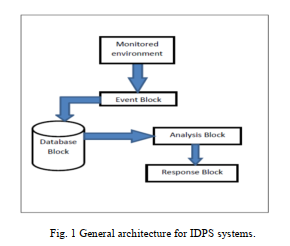 Monitored
environment
Event Block
Database
Block
Analysis Block
Response Block
Fig. 1 General architecture for IDPS systems.